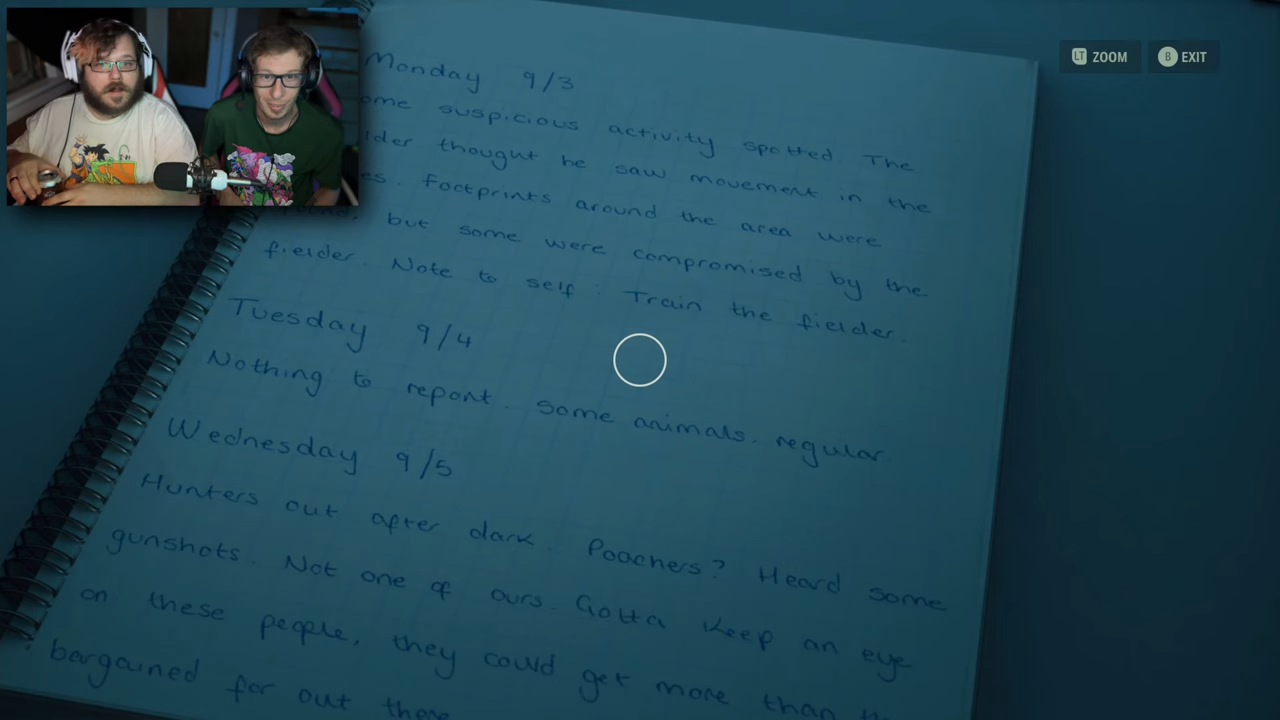 Monday 9/3
suspicious activity spotted. The
thought he saw movement in the
Footprints around the area were
but some were compromised by the
fielder. Note to self: Train the fielder.
Tuesday 9/4
Nothing to report. Some animals. regular.
Wednesday 9/5
Hunters out after dark. Poachers? Heard some
gunshots. Not one of ours. Gotta keep an eye
on these people, they could get more than
bargained for out there
LT ZOOM
B EXIT